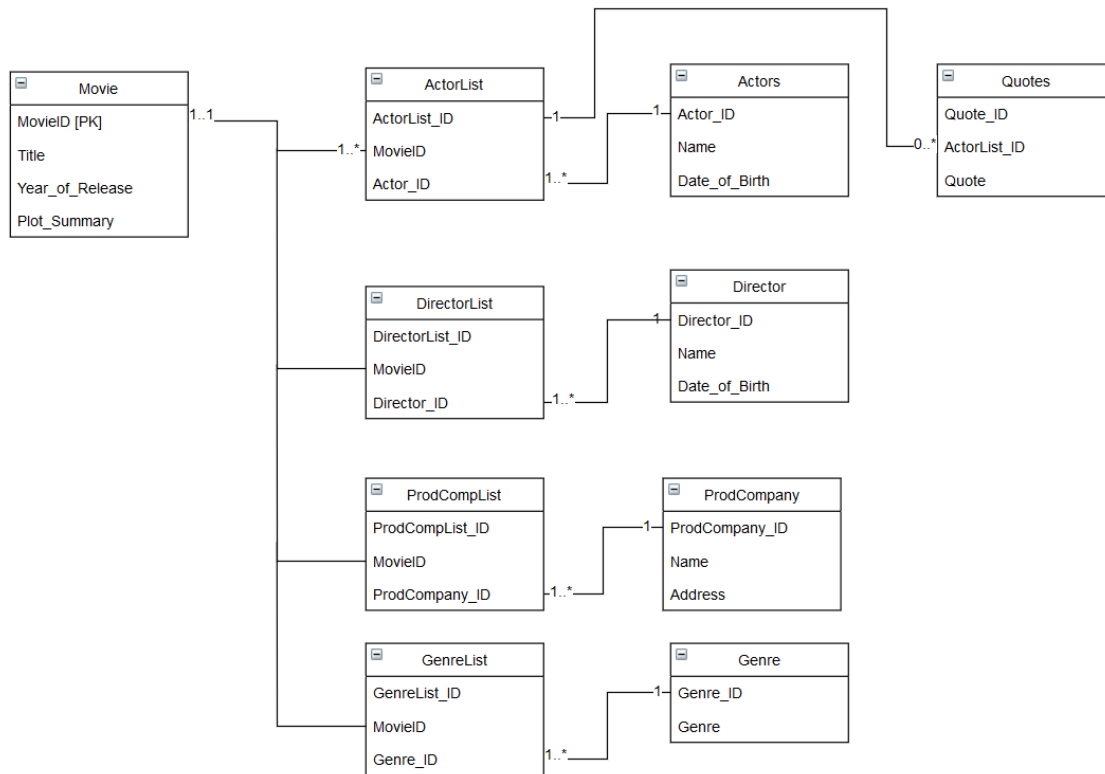 Movie
MovieID [PK]
Title
Year_of_Release
Plot_Summary
1..1
ActorList
ActorList_ID
MovieID
Actor_ID
1..*
1
1..*
Actors
Actor_ID
Name
Date_of_Birth
1
Quotes
Quote_ID
ActorList_ID
Quote
0..*
DirectorList
DirectorList_ID
MovieID
Director_ID
1..*
Director
Director_ID
Name
Date_of_Birth
1
ProdCompList
ProdCompList_ID
MovieID
ProdCompany_ID
1..*
ProdCompany
ProdCompany_ID
Name
Address
1
GenreList
GenreList_ID
MovieID
Genre_ID
1..*
Genre
Genre_ID
Genre
1